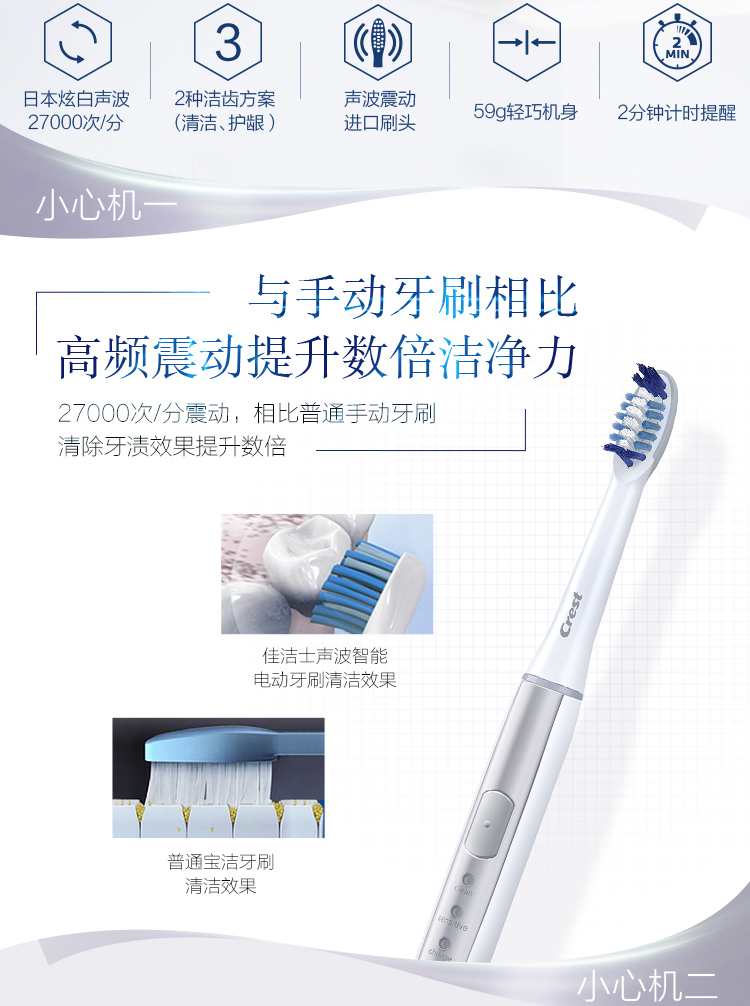 3
2
MIN
日本炫白声波
27000次/分
2种洁齿方案
（清洁、护龈）
声波震动
进口刷头
59g轻巧机身
2分钟计时提醒
小心机一
与手动牙刷相比
高频震动提升数倍洁净力
27000次/分震动，相比普通手动牙刷
清除牙渍效果提升数倍
佳洁士声波智能
电动牙刷清洁效果
Crest
普通宝洁牙刷
清洁效果
clean
sensitive
charge
小心机二